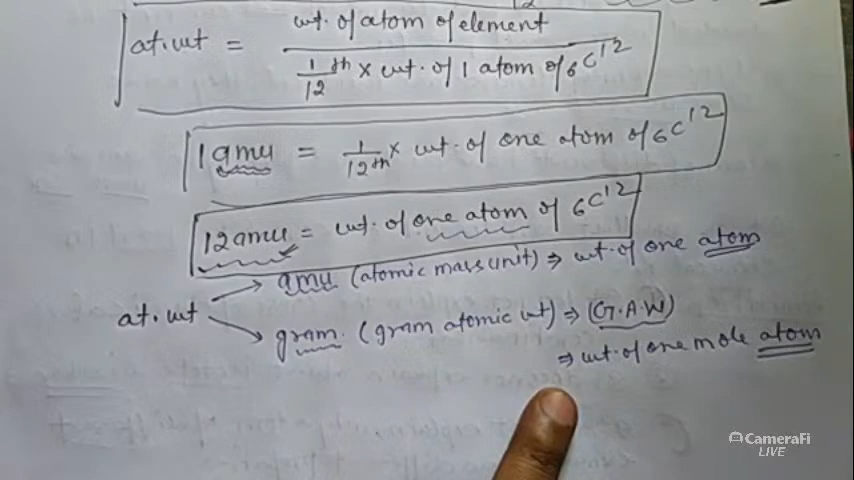 at.wt = wt. of atom of element
1/12 th × wt. of 1 atom of 6C12
1 amu = 1/12th × wt. of one atom of 6C12
12 amu = wt. of one atom of 6C12
amu (atomic mass unit) ⇒ wt. of one atom
at. wt
gram (gram atomic wt) ⇒ (G.A.W)
⇒ wt. of one mole atom
CameraFi
LIVE